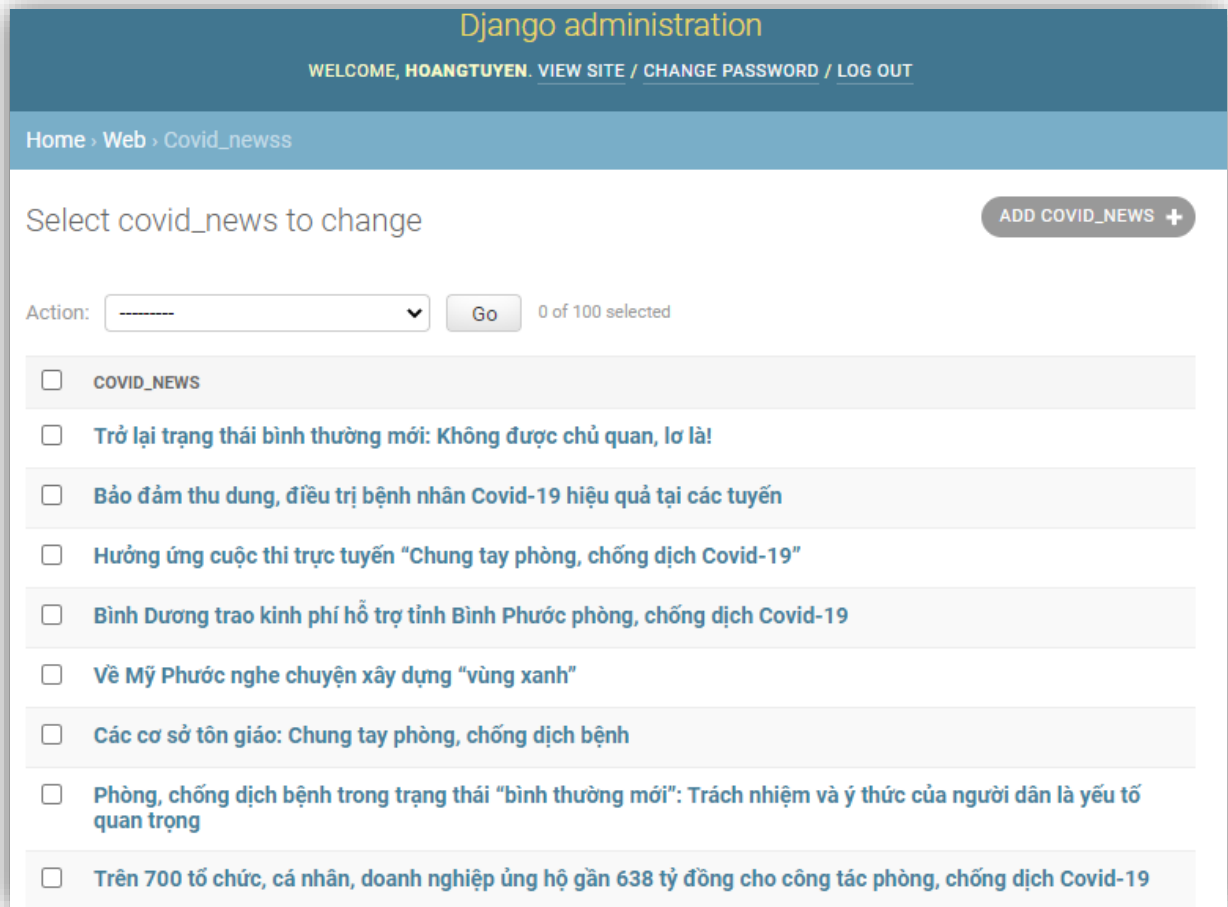 Django administration
WELCOME, HOANGTUYEN. VIEW SITE / CHANGE PASSWORD / LOG OUT
Home › Web › Covid_newss
Select covid_news to change
ADD COVID_NEWS +
Action: --------- Go 0 of 100 selected
COVID_NEWS
Trở lại trạng thái bình thường mới: Không được chủ quan, lơ là!
Bảo đảm thu dung, điều trị bệnh nhân Covid-19 hiệu quả tại các tuyến
Hưởng ứng cuộc thi trực tuyến “Chung tay phòng, chống dịch Covid-19”
Bình Dương trao kinh phí hỗ trợ tỉnh Bình Phước phòng, chống dịch Covid-19
Về Mỹ Phước nghe chuyện xây dựng “vùng xanh”
Các cơ sở tôn giáo: Chung tay phòng, chống dịch bệnh
Phòng, chống dịch bệnh trong trạng thái “bình thường mới”: Trách nhiệm và ý thức của người dân là yếu tố
quan trọng
Trên 700 tổ chức, cá nhân, doanh nghiệp ủng hộ gần 638 tỷ đồng cho công tác phòng, chống dịch Covid-19